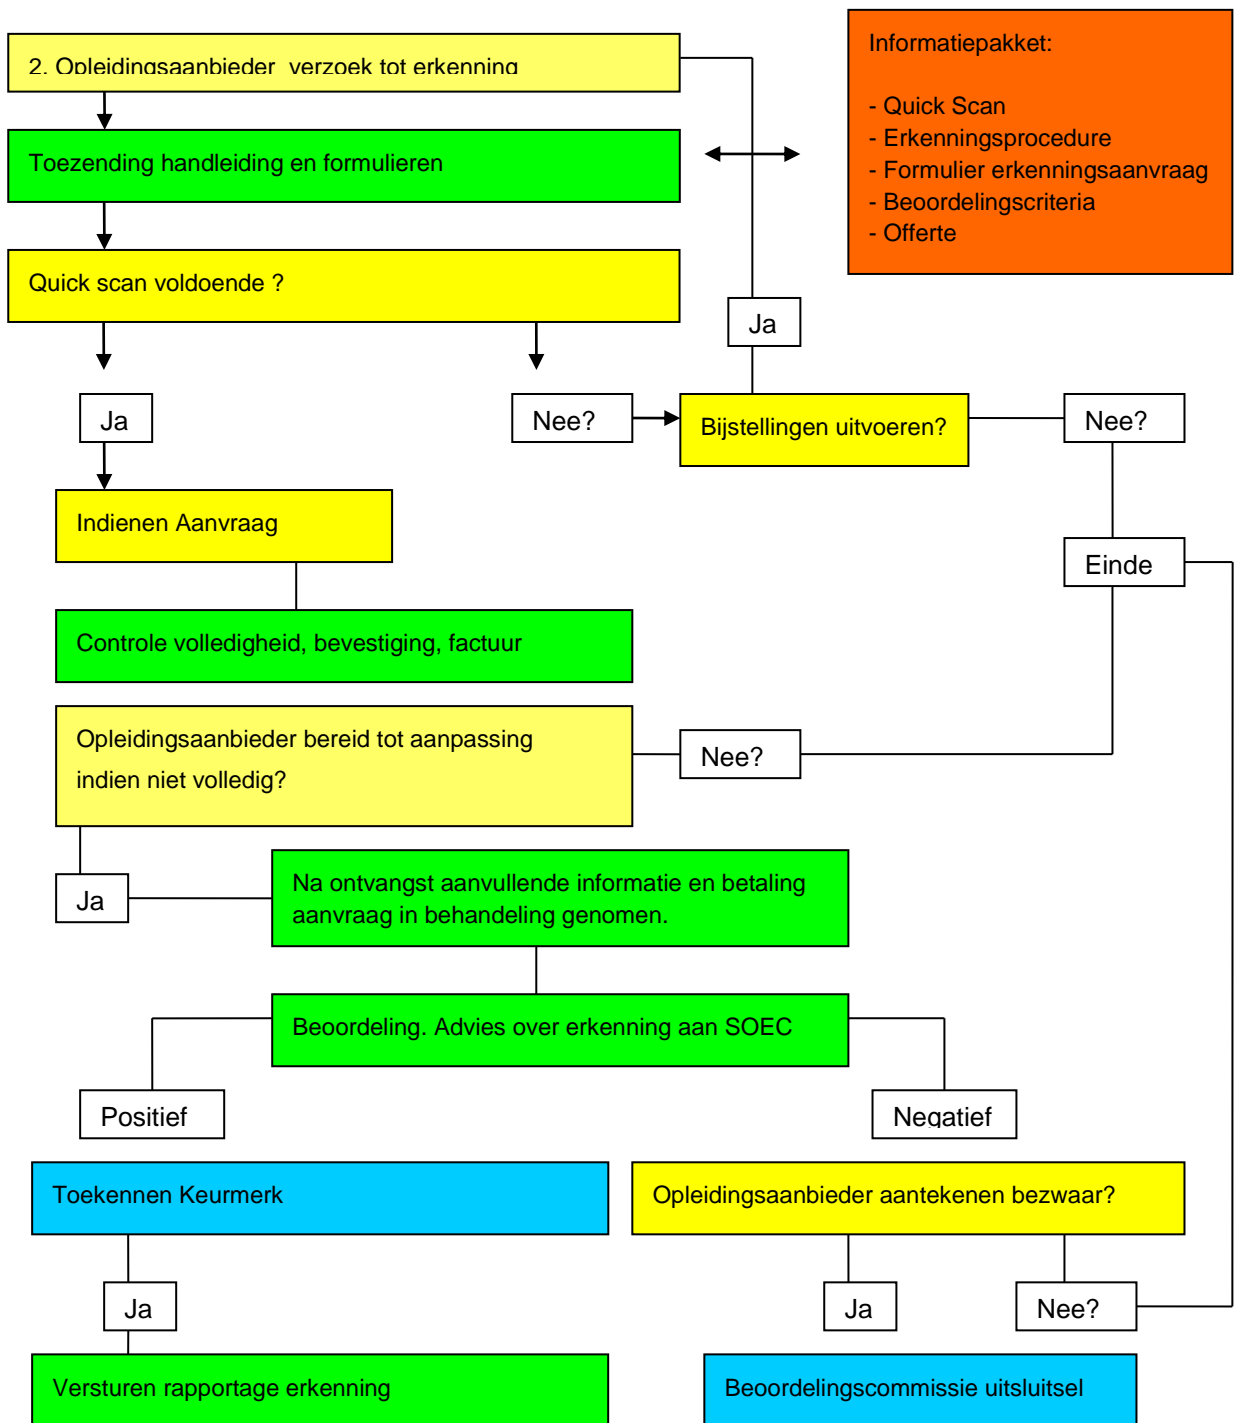 2. Opleidingsaanbieder  verzoek tot erkenning
Informatiepakket:
- Quick Scan
- Erkenningsprocedure
- Formulier erkenningsaanvraag
- Beoordelingscriteria
- Offerte
Toezending handleiding en formulieren
Quick scan voldoende ?
Ja
Ja
Nee?
Bijstellingen uitvoeren?
Nee?
Indienen Aanvraag
Einde
Controle volledigheid, bevestiging, factuur
Opleidingsaanbieder bereid tot aanpassing
indien niet volledig?
Nee?
Ja
Na ontvangst aanvullende informatie en betaling
aanvraag in behandeling genomen.
Beoordeling. Advies over erkenning aan SOEC
Positief
Negatief
Toekennen Keurmerk
Opleidingsaanbieder aantekenen bezwaar?
Ja
Ja
Nee?
Versturen rapportage erkenning
Beoordelingscommissie uitsluitsel